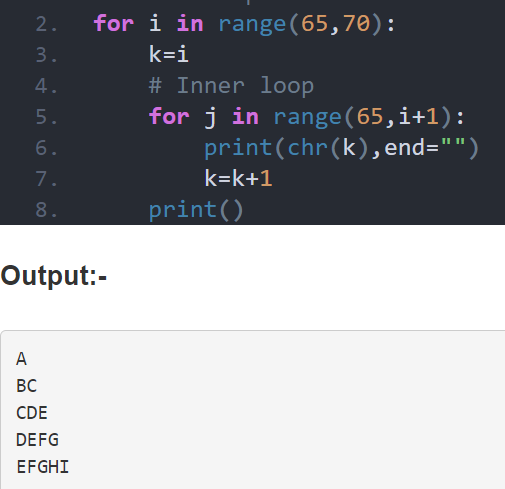 2. for i in range(65,70):
3.     k=i
4.     # Inner loop
5.     for j in range(65,i+1):
6.         print(chr(k),end="")
7.         k=k+1
8.     print()
Output:-
A
BC
CDE
DEFG
EFGHI